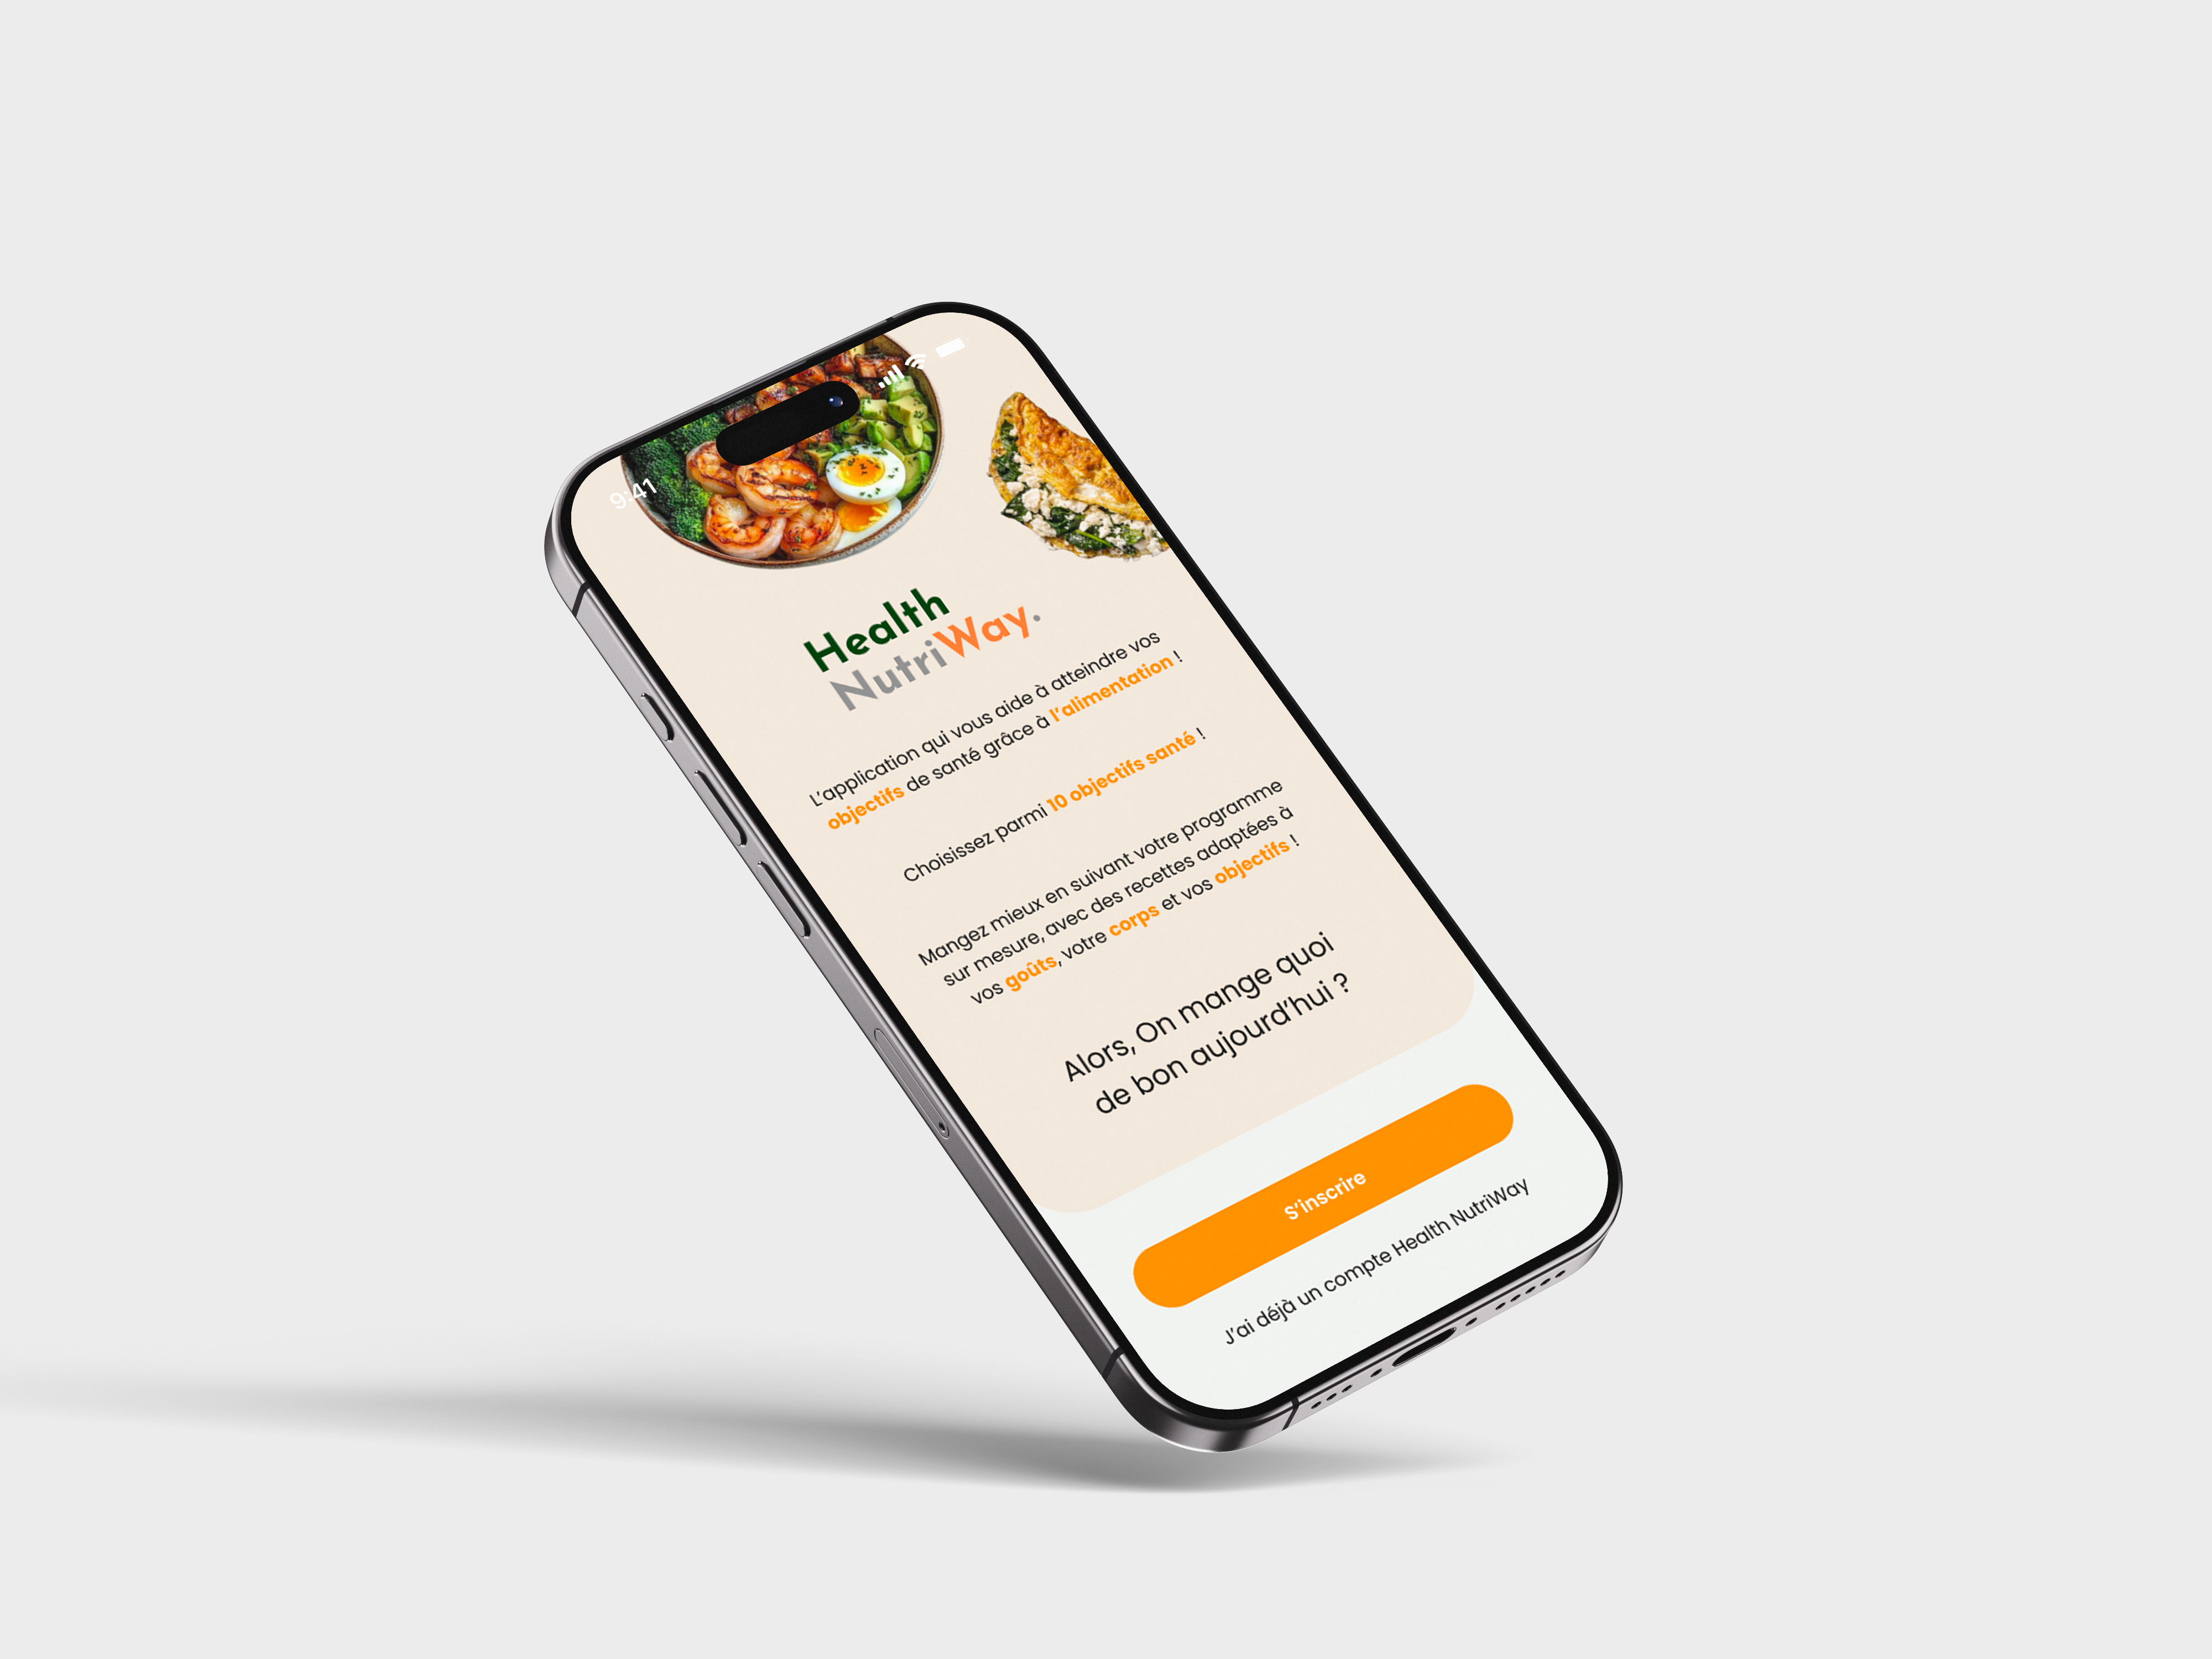 9:41
Health
NutriWay.
L'application qui vous aide à atteindre vos
objectifs de santé grâce à l'alimentation !
Choisissez parmi 10 objectifs santé !
Mangez mieux en suivant votre programme
sur mesure, avec des recettes adaptées à
vos goûts, votre corps et vos objectifs !
Alors, On mange quoi
de bon aujourd'hui ?
S'inscrire
J'ai déjà un compte Health NutriWay